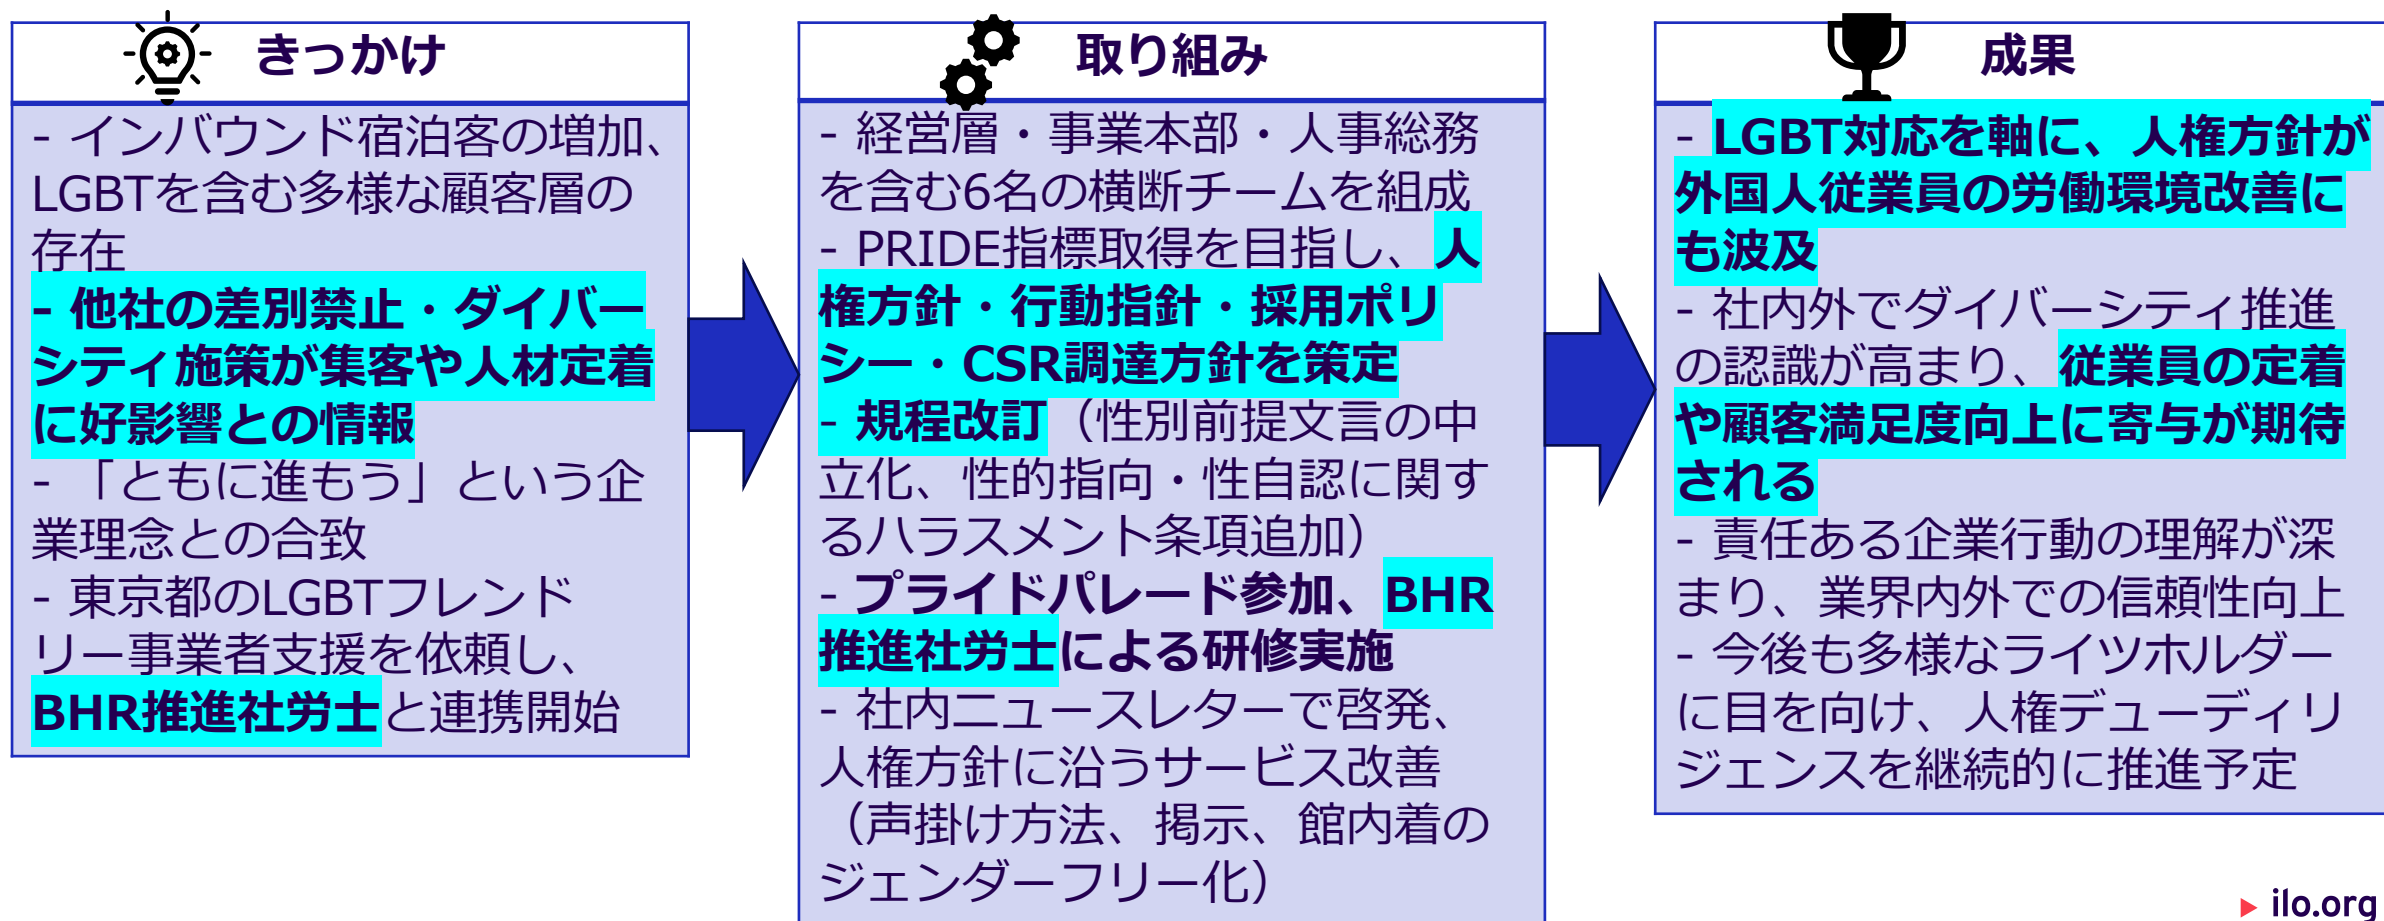 きっかけ
- インバウンド宿泊客の増加、
LGBTを含む多様な顧客層の
存在
- 他社の差別禁止・ダイバー
シティ施策が集客や人材定着
に好影響との情報
- 「ともに進もう」という企
業理念との合致
- 東京都のLGBTフレンド
リー事業者支援を依頼し、
BHR推進社労士と連携開始
取り組み
- 経営層・事業本部・人事総務
を含む6名の横断チームを組成
- PRIDE指標取得を目指し、人
権方針・行動指針・採用ポリ
シー・CSR調達方針を策定
- 規程改訂（性別前提文言の中
立化、性的指向・性自認に関す
るハラスメント条項追加）
- プライドパレード参加、BHR
推進社労士による研修実施
- 社内ニュースレターで啓発、
人権方針に沿うサービス改善
（声掛け方法、掲示、館内着の
ジェンダーフリー化）
成果
- LGBT対応を軸に、人権方針が
外国人従業員の労働環境改善に
も波及
- 社内外でダイバーシティ推進
の認識が高まり、従業員の定着
や顧客満足度向上に寄与が期待
される
- 責任ある企業行動の理解が深
まり、業界内外での信頼性向上
- 今後も多様なライツホルダー
に目を向け、人権デューディリ
ジェンスを継続的に推進予定
ilo.org